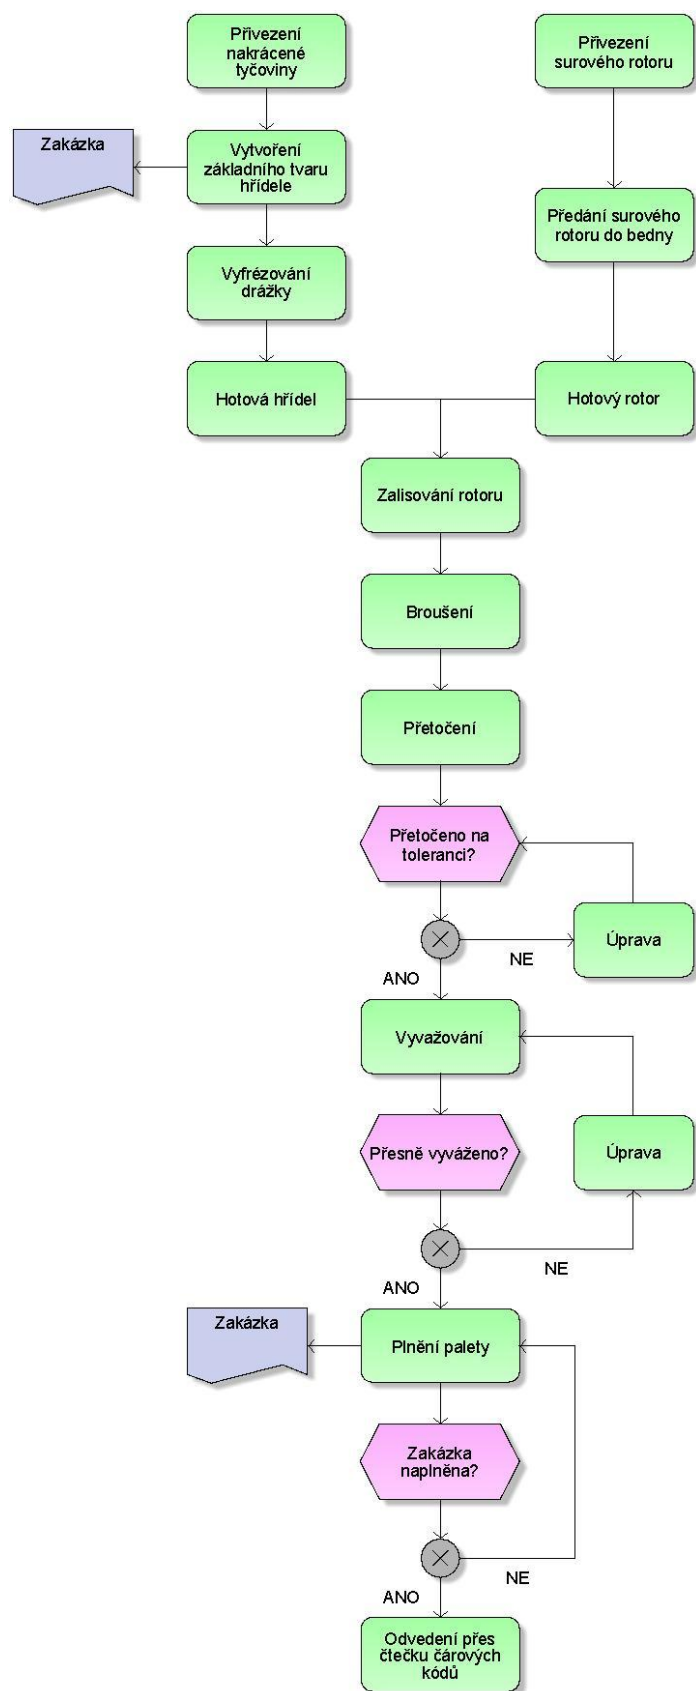 Přivezení
nakrácené
tyčoviny
Přivezení
surového rotoru
Zakázka
Vytvoření
základního tvaru
hřídele
Předání surového
rotoru do bedny
Vyfrézování
drážky
Hotová hřídel
Hotový rotor
Zalisování rotoru
Broušení
Přetočení
Přetočeno na
toleranci?
Úprava
NE
ANO
Vyvažování
Přesně vyváženo?
Úprava
NE
ANO
Zakázka
Plnění palety
Zakázka
naplněna?
NE
ANO
Odvedení přes
čtečku čárových
kódů